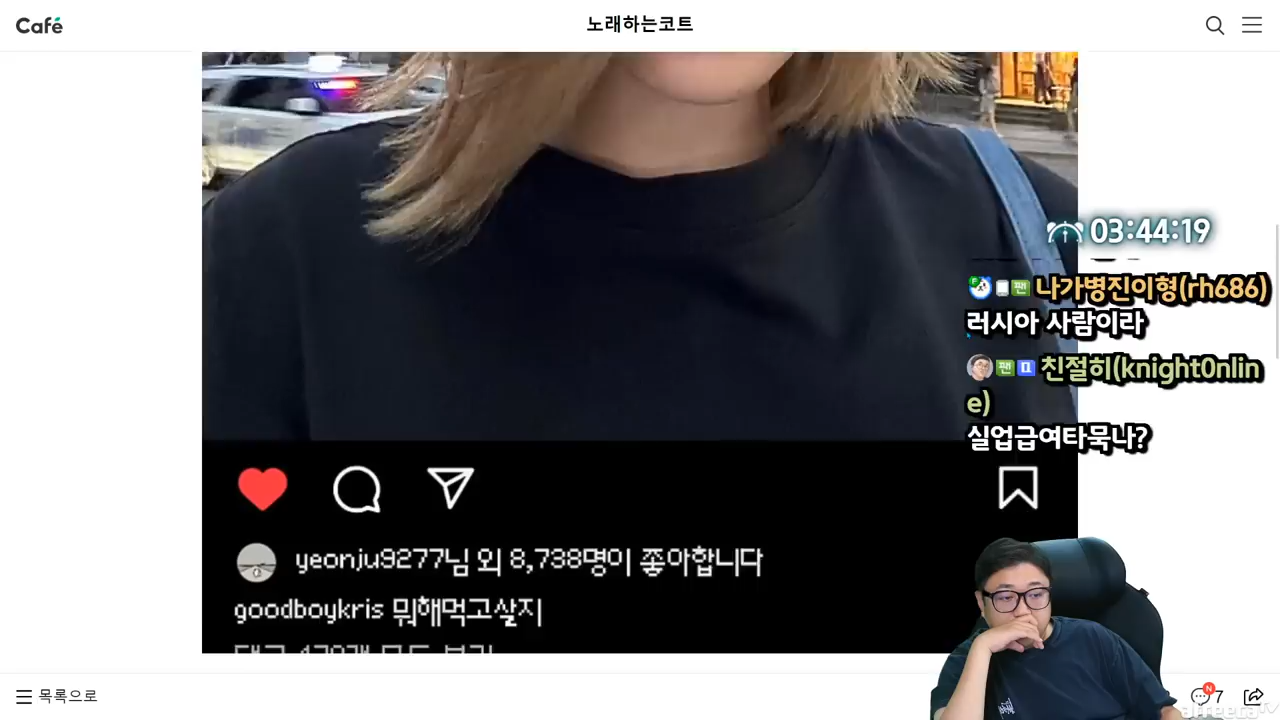 Café
노래하는코트
03:44:19
팬 나가병진이형(rh686)
러시아 사람이라
팬 n 친절히(knight0nlin
e)
실업급여타묵나?
yeonju9277님 외 8,738명이 좋아합니다
goodboykris 뭐해먹고살지
목록으로
N
7
afreecaTV